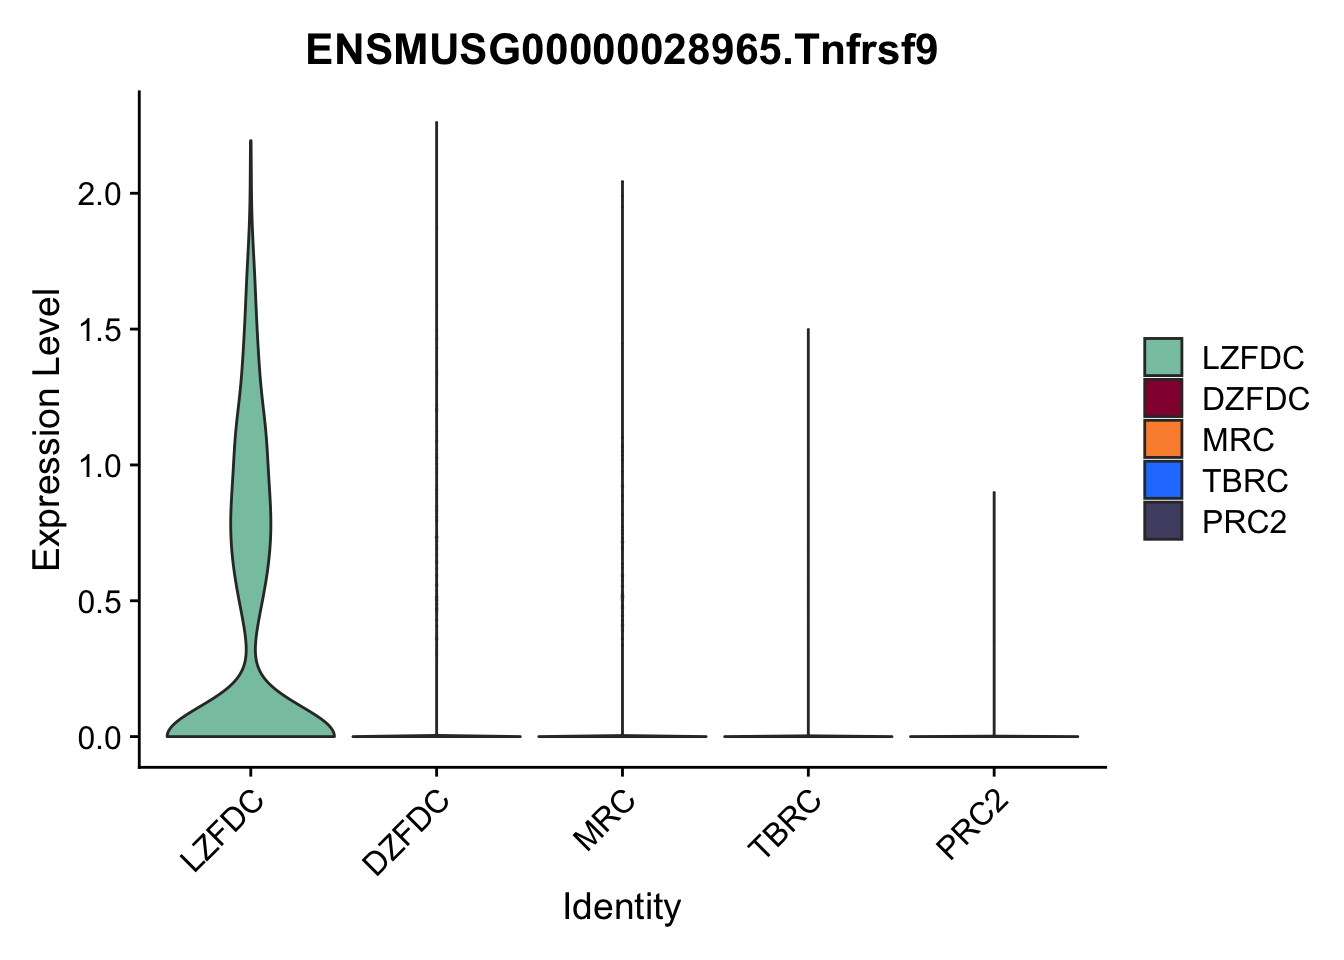 ENSMUSG00000028965.Tnfrsf9
Expression Level
2.0
1.5
1.0
0.5
0.0
LZFDC
DZFDC
MRC
TBRC
PRC2
Identity
LZFDC
DZFDC
MRC
TBRC
PRC2